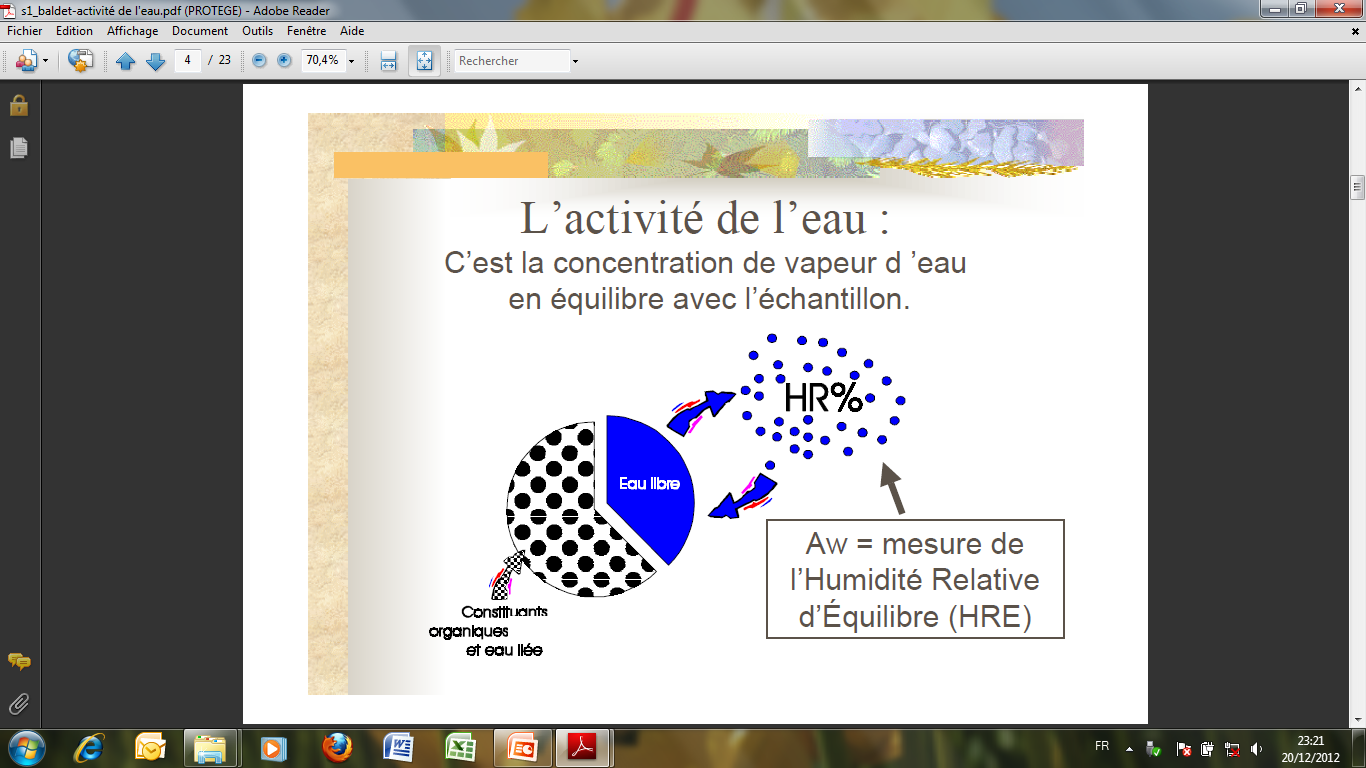 s1_baldet-activité de l'eau.pdf (PROTEGE) - Adobe Reader
Fichier Edition Affichage Document Outils Fenêtre Aide
4 / 23 70,4% Rechercher
L’activité de l’eau :
C’est la concentration de vapeur d ’eau
en équilibre avec l’échantillon.
HR%
Eau libre
Aw = mesure de
l’Humidité Relative
d’Équilibre (HRE)
Constituants
organiques
et eau liée
FR
23:21
20/12/2012